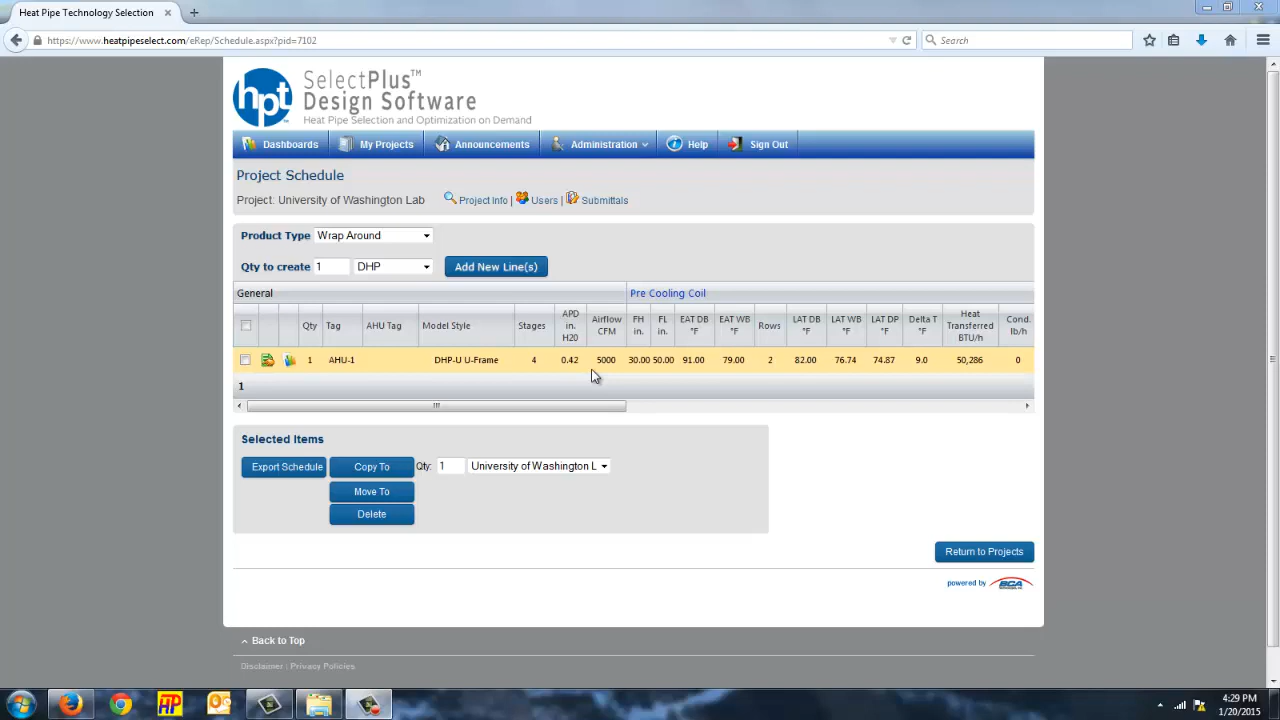 Heat Pipe Technology Selection
https://www.heatpipeselect.com/eRep/Schedule.aspx?pid=7102
Search
hpt
SelectPlus™
Design Software
Heat Pipe Selection and Optimization on Demand
Dashboards My Projects Announcements Administration Help Sign Out
Project Schedule
Project: University of Washington Lab Project Info | Users | Submittals
Product Type Wrap Around
Qty to create 1 DHP Add New Line(s)
General Pre Cooling Coil
Qty Tag AHU Tag Model Style Stages APD in. H20 Airflow CFM FH in. FL in. EAT DB °F EAT WB °F Rows LAT DB °F LAT WB °F LAT DP °F Delta T °F Heat Transferred BTU/h Cond. lb/h
1 AHU-1 DHP-U U-Frame 4 0.42 5000 30.00 50.00 91.00 79.00 2 82.00 76.74 74.87 9.0 50,286 0
1
Selected Items
Export Schedule Copy To Qty: 1 University of Washington L
Move To
Delete
Return to Projects
powered by BCA
Back to Top
Disclaimer : Privacy Policies
HP
4:29 PM
1/20/2015